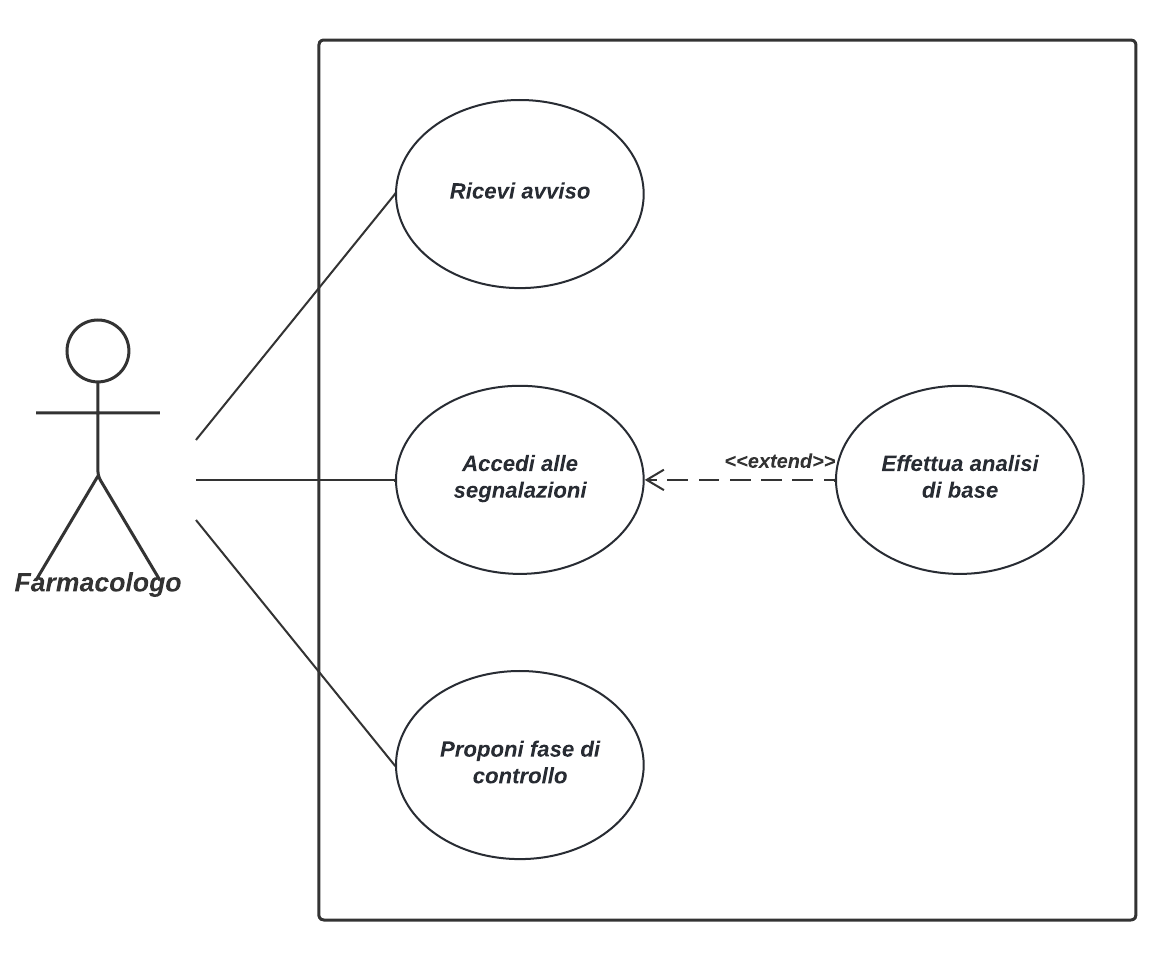 Ricevi avviso
Accedi alle
segnalazioni
<<extend>>
Effettua analisi
di base
Farmacologo
Proponi fase di
controllo